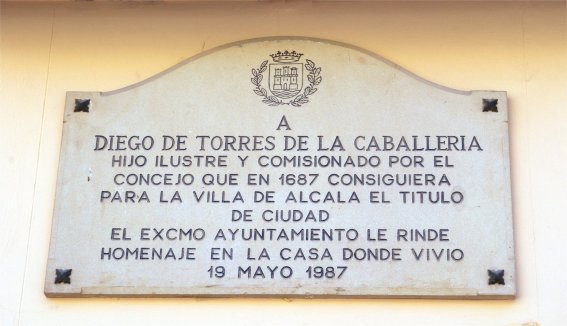 A
DIEGO DE TORRES DE LA CABALLERIA
HIJO ILUSTRE Y COMISIONADO POR EL
CONCEJO QUE EN 1687 CONSIGUIERA
PARA LA VILLA DE ALCALA EL TITULO
DE CIUDAD
EL EXCMO AYUNTAMIENTO LE RINDE
HOMENAJE EN LA CASA DONDE VIVIO
19 MAYO 1987